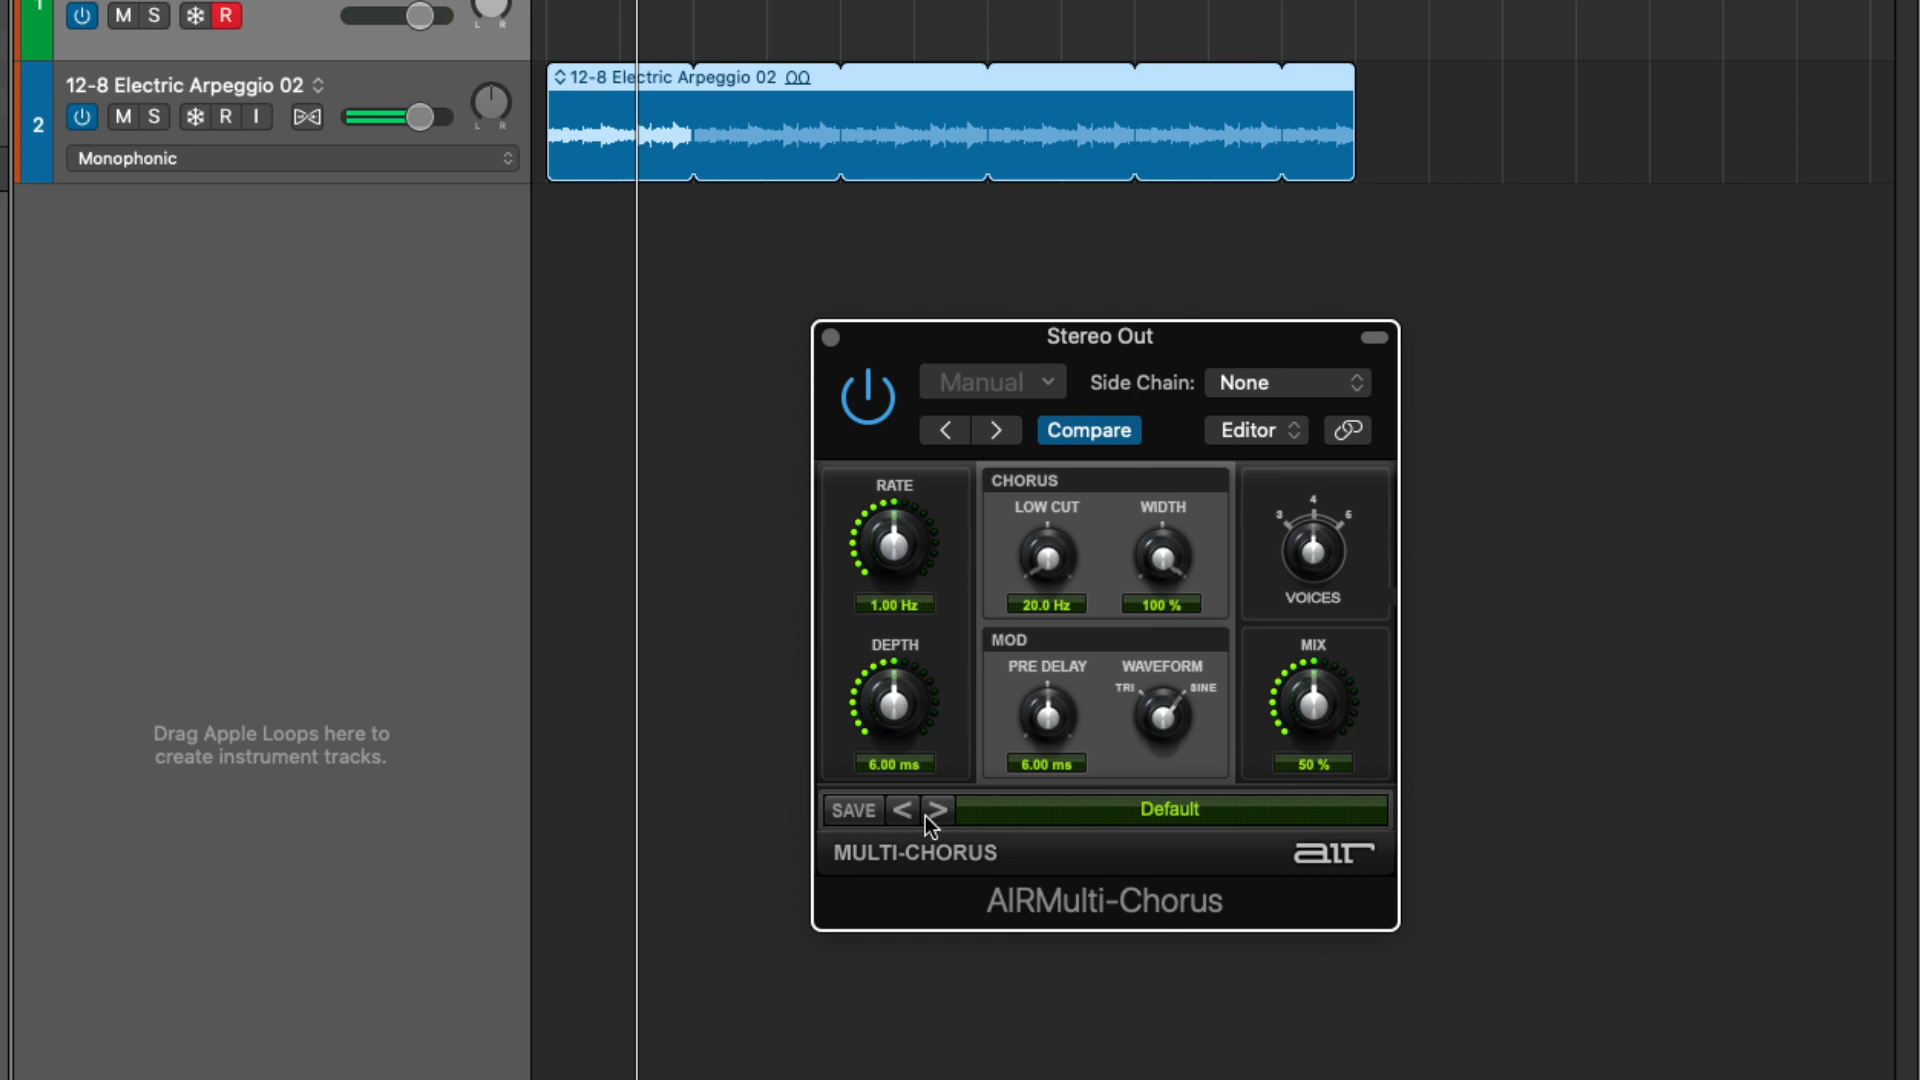 1
M S R
L R
12-8 Electric Arpeggio 02
12-8 Electric Arpeggio 02
2
M S R I
L R
Monophonic
Drag Apple Loops here to
create instrument tracks.
Stereo Out
Manual
Side Chain:
None
Compare
Editor
RATE
1.00 Hz
DEPTH
6.00 ms
CHORUS
LOW CUT
WIDTH
20.0 Hz
100 %
MOD
PRE DELAY
WAVEFORM
TRI
SINE
6.00 ms
4
3
6
VOICES
MIX
50 %
SAVE < >
Default
MULTI-CHORUS
AIR
AIRMulti-Chorus